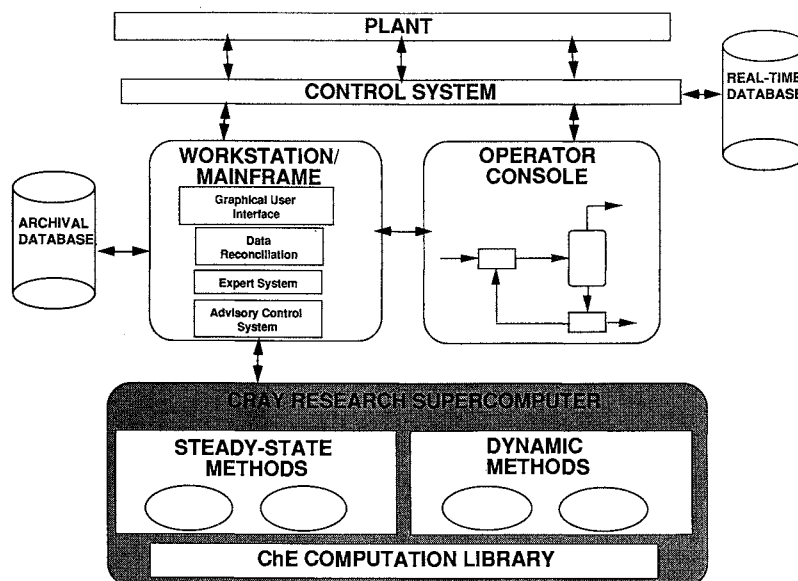 PLANT
CONTROL SYSTEM
REAL-TIME
DATABASE
WORKSTATION/
MAINFRAME
Graphical User
Interface
Data
Reconciliation
Expert System
Advisory Control
System
OPERATOR
CONSOLE
ARCHIVAL
DATABASE
CRAY RESEARCH SUPERCOMPUTER
STEADY-STATE
METHODS
DYNAMIC
METHODS
ChE COMPUTATION LIBRARY